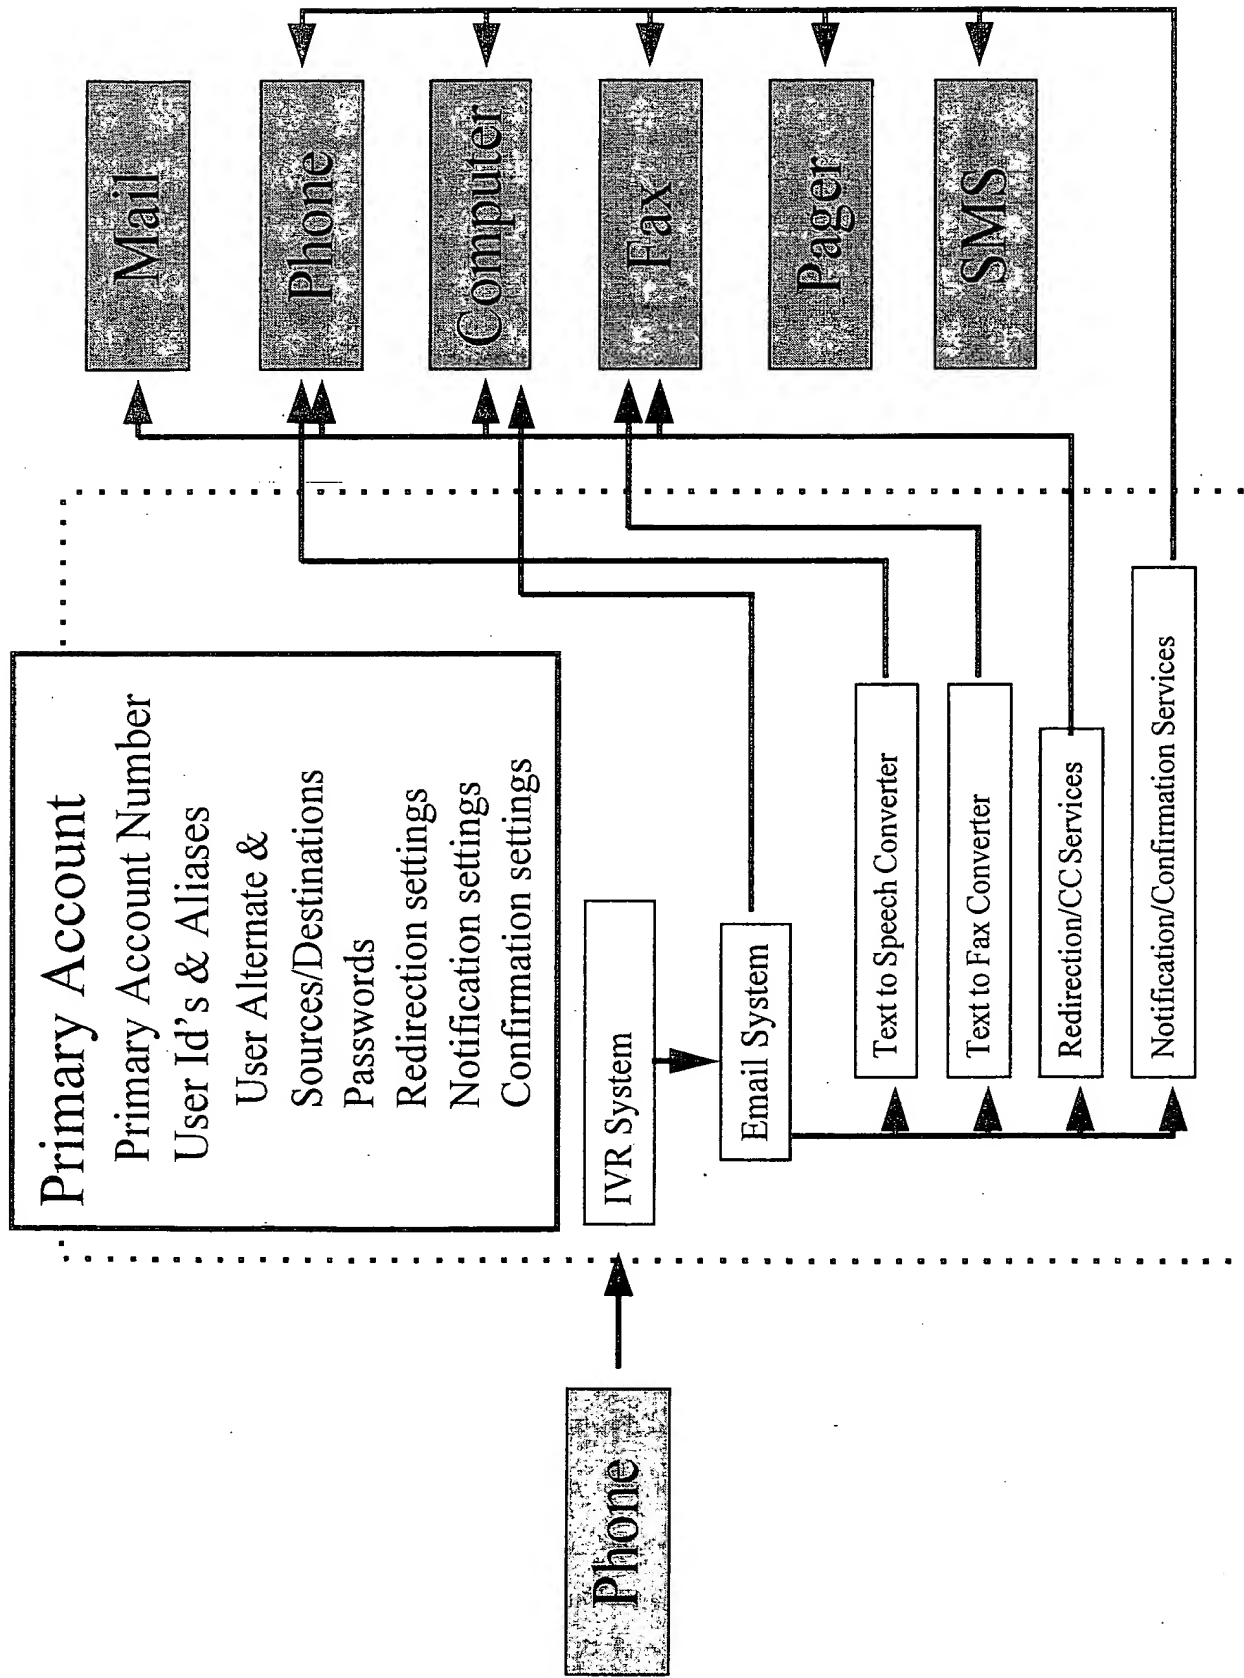 Primary Account
Primary Account Number
User Id's & Aliases
User Alternate &
Sources/Destinations
Passwords
Redirection settings
Notification settings
Confirmation settings
Phone
IVR System
Email System
Text to Speech Converter
Text to Fax Converter
Redirection/CC Services
Notification/Confirmation Services
Mail
Phone
Computer
Fax
Pager
SMS